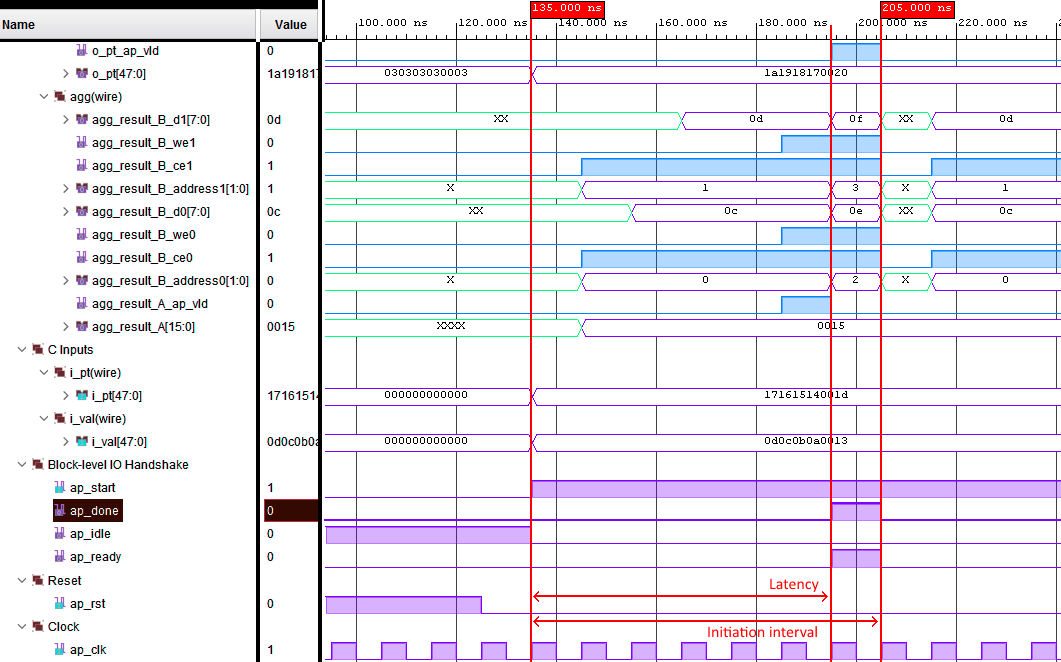 135.000 ns 205.000 ns
Name Value 100.000 ns 120.000 ns 140.000 ns 160.000 ns 180.000 ns 200.000 ns 220.000 ns
o_pt_ap_vld 0
o_pt[47:0] 1a19181 030303030003 1a1918170020
agg(wire)
agg_result_B_d1[7:0] 0d XX 0d 0f XX 0d
agg_result_B_we1 0
agg_result_B_ce1 1
agg_result_B_address1[1:0] 1 X 1 3 X 1
agg_result_B_d0[7:0] 0c XX 0c 0e XX 0c
agg_result_B_we0 0
agg_result_B_ce0 1
agg_result_B_address0[1:0] 0 X 0 2 X 0
agg_result_A_ap_vld 0
agg_result_A[15:0] 0015 XXXX 0015
C Inputs
i_pt(wire)
i_pt[47:0] 1716151 000000000000 17161514001d
i_val(wire)
i_val[47:0] 0d0c0b0a 000000000000 0d0c0b0a0013
Block-level IO Handshake
ap_start 1
ap_done 0
ap_idle 0
ap_ready 0
Latency
Reset
ap_rst 0
Initiation interval
Clock
ap_clk 1